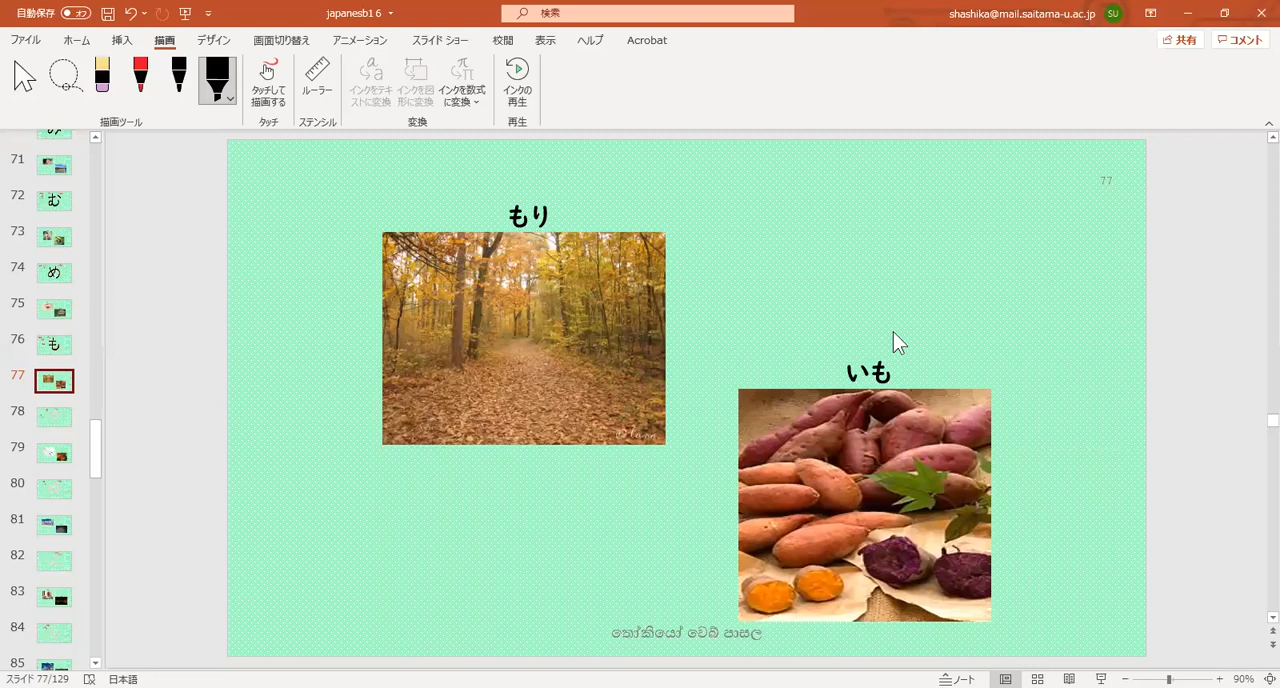 自動保存 オフ
japanesb1 6
検索
shashika@mail.saitama-u.ac.jp
SU
ファイル ホーム 挿入 描画 デザイン 画面切り替え アニメーション スライド ショー 校閲 表示 ヘルプ Acrobat
共有 コメント
タッチして
描画する
ルーラー
インクをテキ
ストに変換
インクを図
形に変換
インクを数式
に変換
インクの
再生
描画ツール タッチ ステンシル 変換 再生
71
72
む
73
74
め
75
76
も
77
78
79
80
81
82
83
84
85
77
もり
いも
තෝකියෝ වෙබ් පාසල
スライド 77/129 日本語 ノート 90%